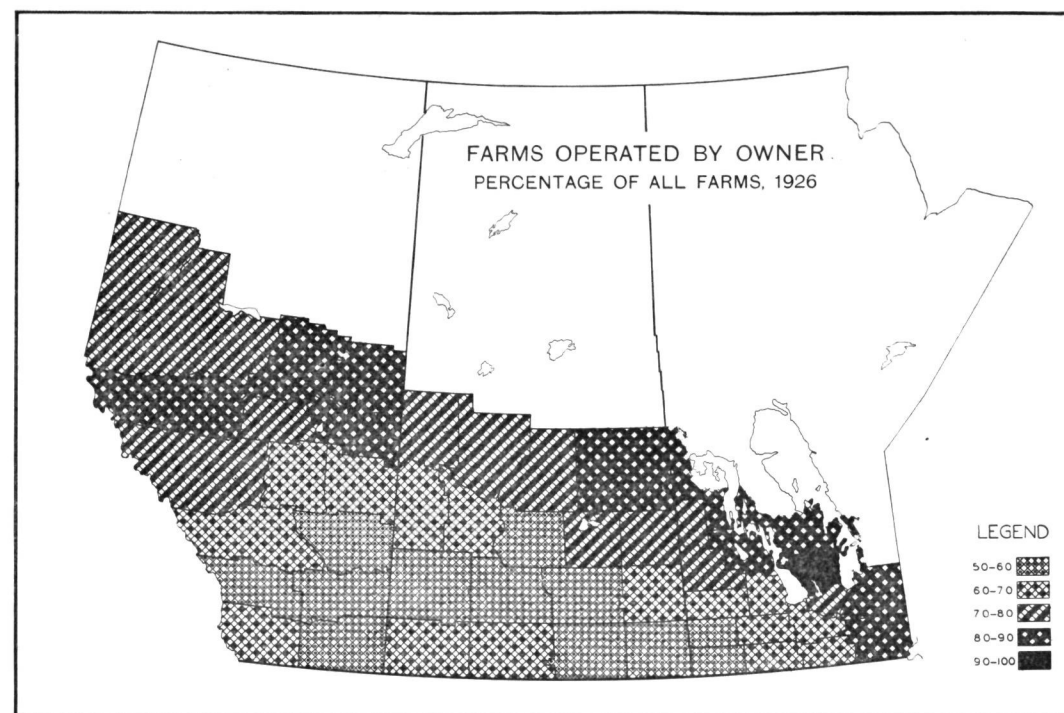 FARMS OPERATED BY OWNER
PERCENTAGE OF ALL FARMS, 1926
LEGEND
50-60
60-70
70-80
80-90
90-100